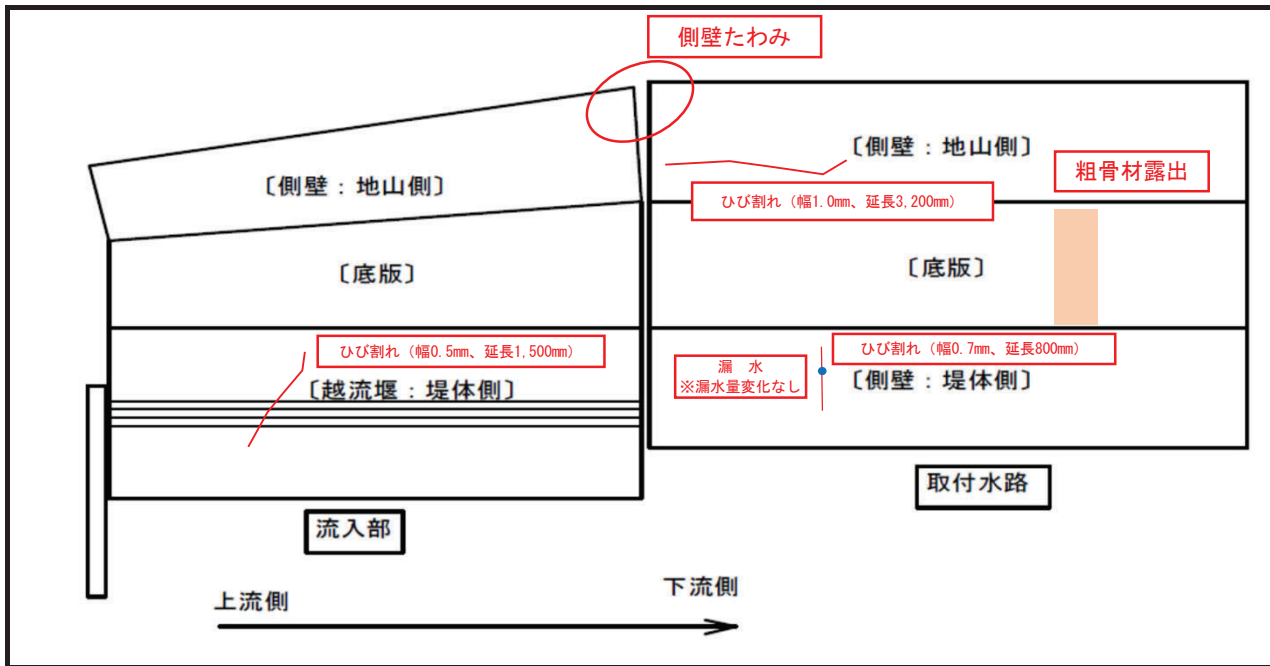 側壁たわみ
〔側壁：地山側〕
〔側壁：地山側〕
粗骨材露出
ひび割れ（幅1.0mm、延長3,200mm）
〔底版〕
〔底版〕
ひび割れ（幅0.5mm、延長1,500mm）
ひび割れ（幅0.7mm、延長800mm）
漏　水
※漏水量変化なし
〔越流堰：堤体側〕
〔側壁：堤体側〕
取付水路
流入部
上流側
下流側